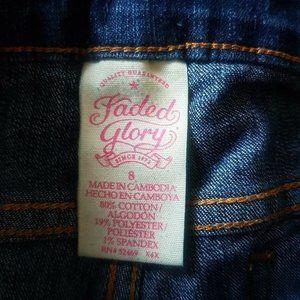 QUALITY GUARANTEED
Faded
Glory
SINCE 1972
8
MADE IN CAMBODIA
HECHO EN CAMBOYA
80% COTTON/
ALGODÓN
19% POLYESTER/
POLIÉSTER
1% SPANDEX
RN# 52469 X4X